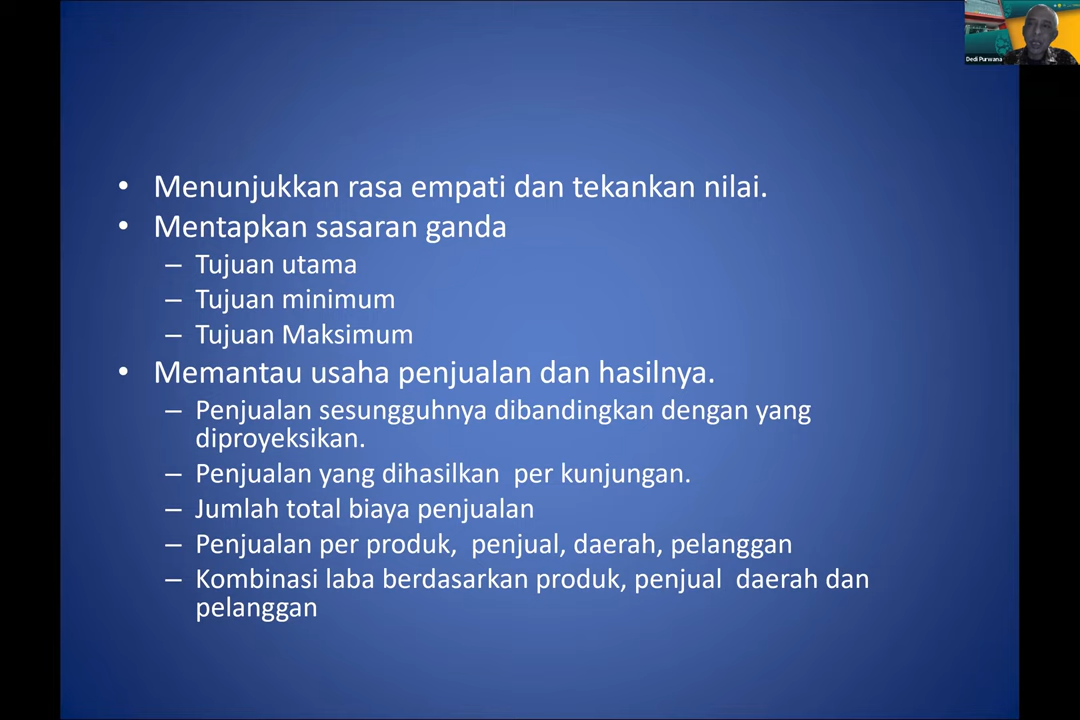 Dedi Purwana
• Menunjukkan rasa empati dan tekankan nilai.
• Mentapkan sasaran ganda
– Tujuan utama
– Tujuan minimum
– Tujuan Maksimum
• Memantau usaha penjualan dan hasilnya.
– Penjualan sesungguhnya dibandingkan dengan yang
diproyeksikan.
– Penjualan yang dihasilkan per kunjungan.
– Jumlah total biaya penjualan
– Penjualan per produk, penjual, daerah, pelanggan
– Kombinasi laba berdasarkan produk, penjual daerah dan
pelanggan